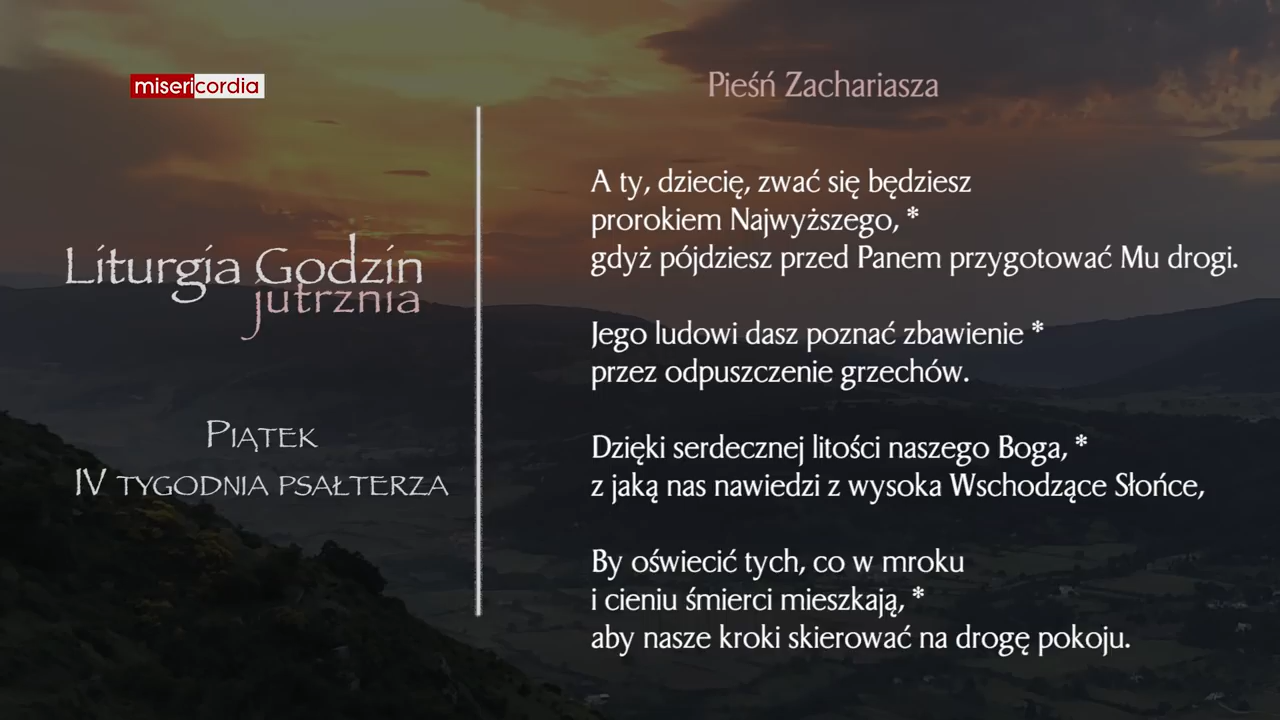 misericordia
Liturgia Godzin
jutrznia
Piątek
IV tygodnia psałterza
Pieśń Zachariasza
A ty, dziecię, zwać się będziesz
prorokiem Najwyższego, *
gdyż pójdziesz przed Panem przygotować Mu drogi.
Jego ludowi dasz poznać zbawienie *
przez odpuszczenie grzechów.
Dzięki serdecznej litości naszego Boga, *
z jaką nas nawiedzi z wysoka Wschodzące Słońce,
By oświecić tych, co w mroku
i cieniu śmierci mieszkają, *
aby nasze kroki skierować na drogę pokoju.